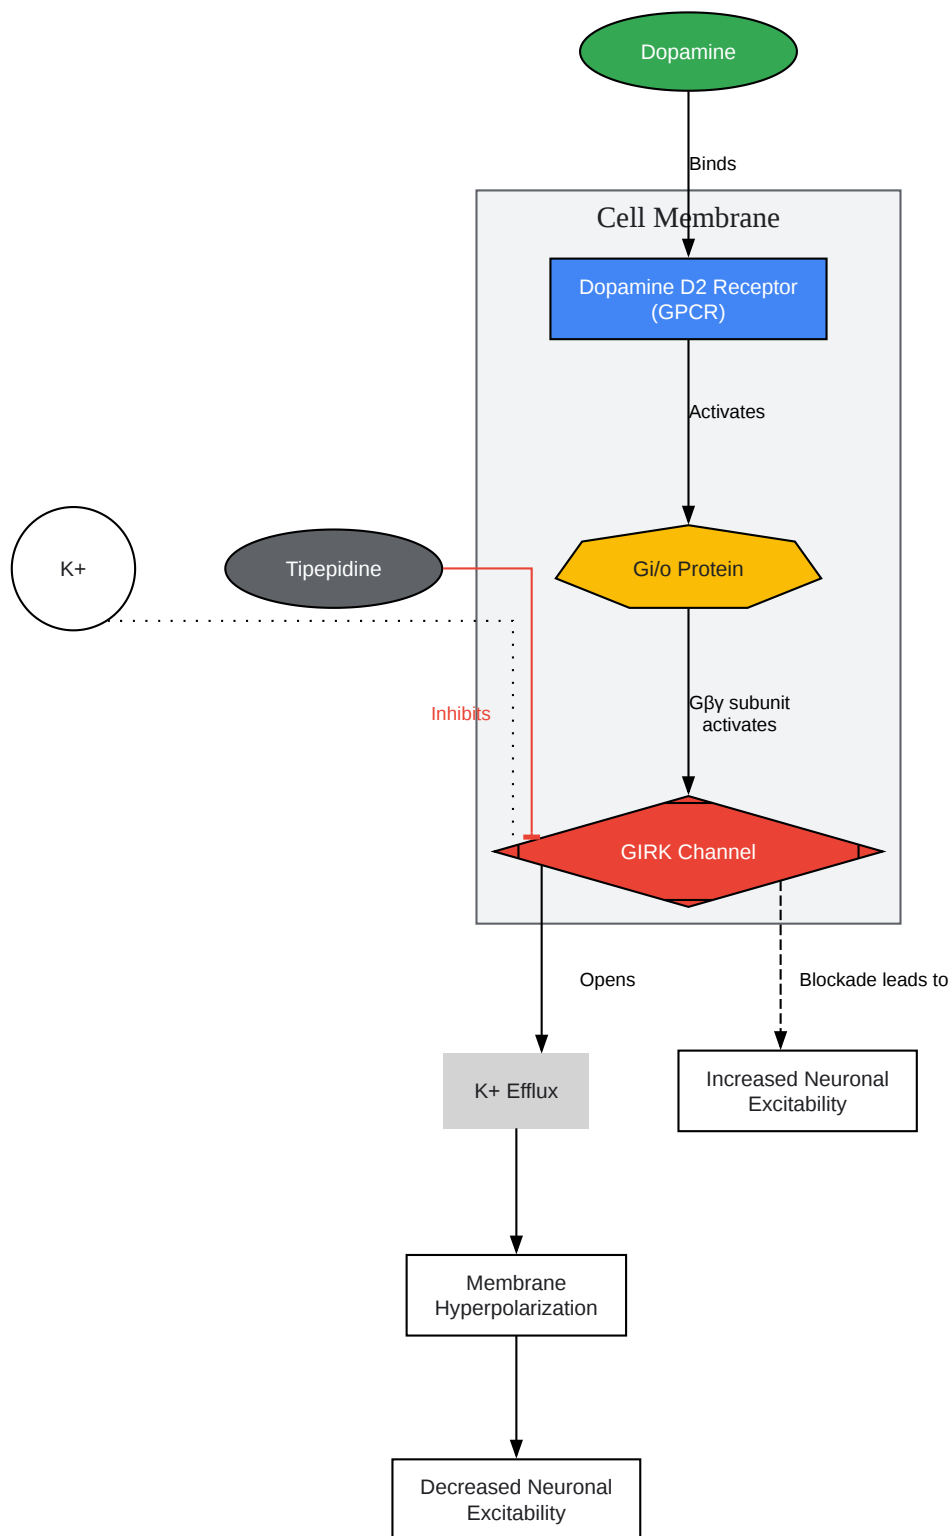 Dopamine
Binds
Cell Membrane
Dopamine D2 Receptor
(GPCR)
Activates
K+
Tipepidine
Gi/o Protein
Inhibits
Gβγ subunit
activates
GIRK Channel
Opens
Blockade leads to
K+ Efflux
Increased Neuronal
Excitability
Membrane
Hyperpolarization
Decreased Neuronal
Excitability